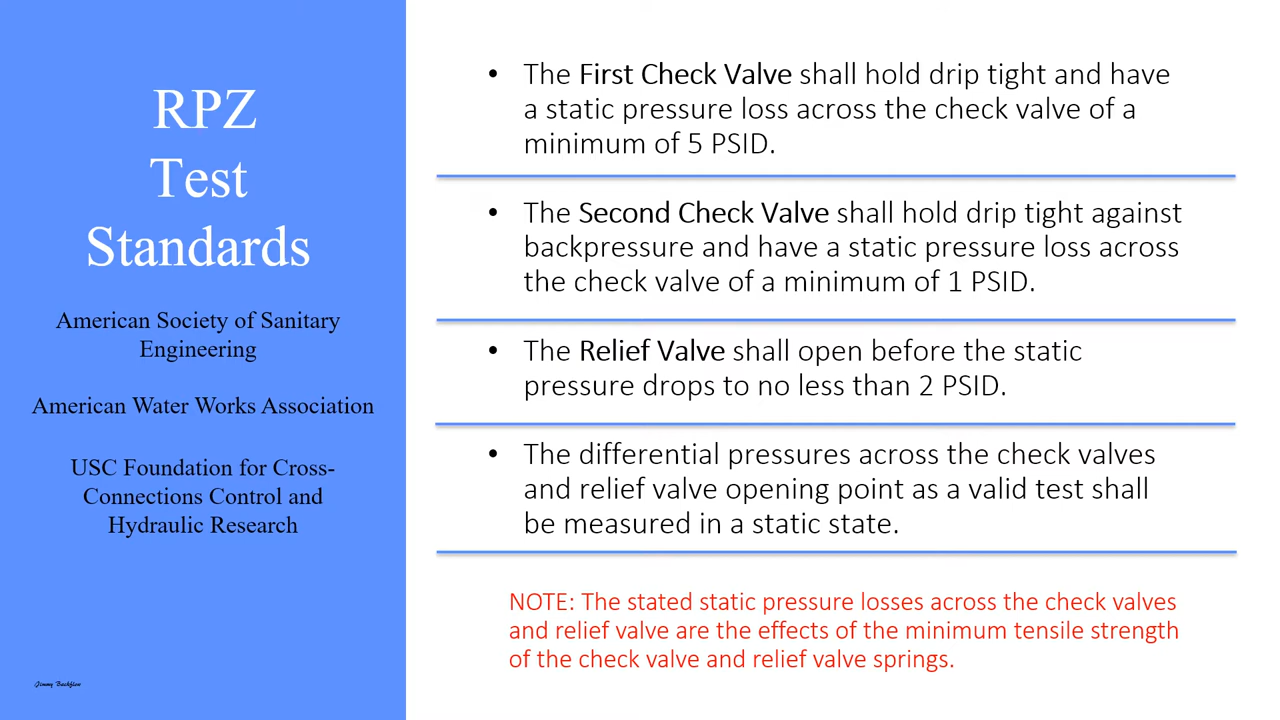 RPZ
Test
Standards
American Society of Sanitary
Engineering
American Water Works Association
USC Foundation for Cross-
Connections Control and
Hydraulic Research
Jimmy Backflow
• The First Check Valve shall hold drip tight and have
a static pressure loss across the check valve of a
minimum of 5 PSID.
• The Second Check Valve shall hold drip tight against
backpressure and have a static pressure loss across
the check valve of a minimum of 1 PSID.
• The Relief Valve shall open before the static
pressure drops to no less than 2 PSID.
• The differential pressures across the check valves
and relief valve opening point as a valid test shall
be measured in a static state.
NOTE: The stated static pressure losses across the check valves
and relief valve are the effects of the minimum tensile strength
of the check valve and relief valve springs.